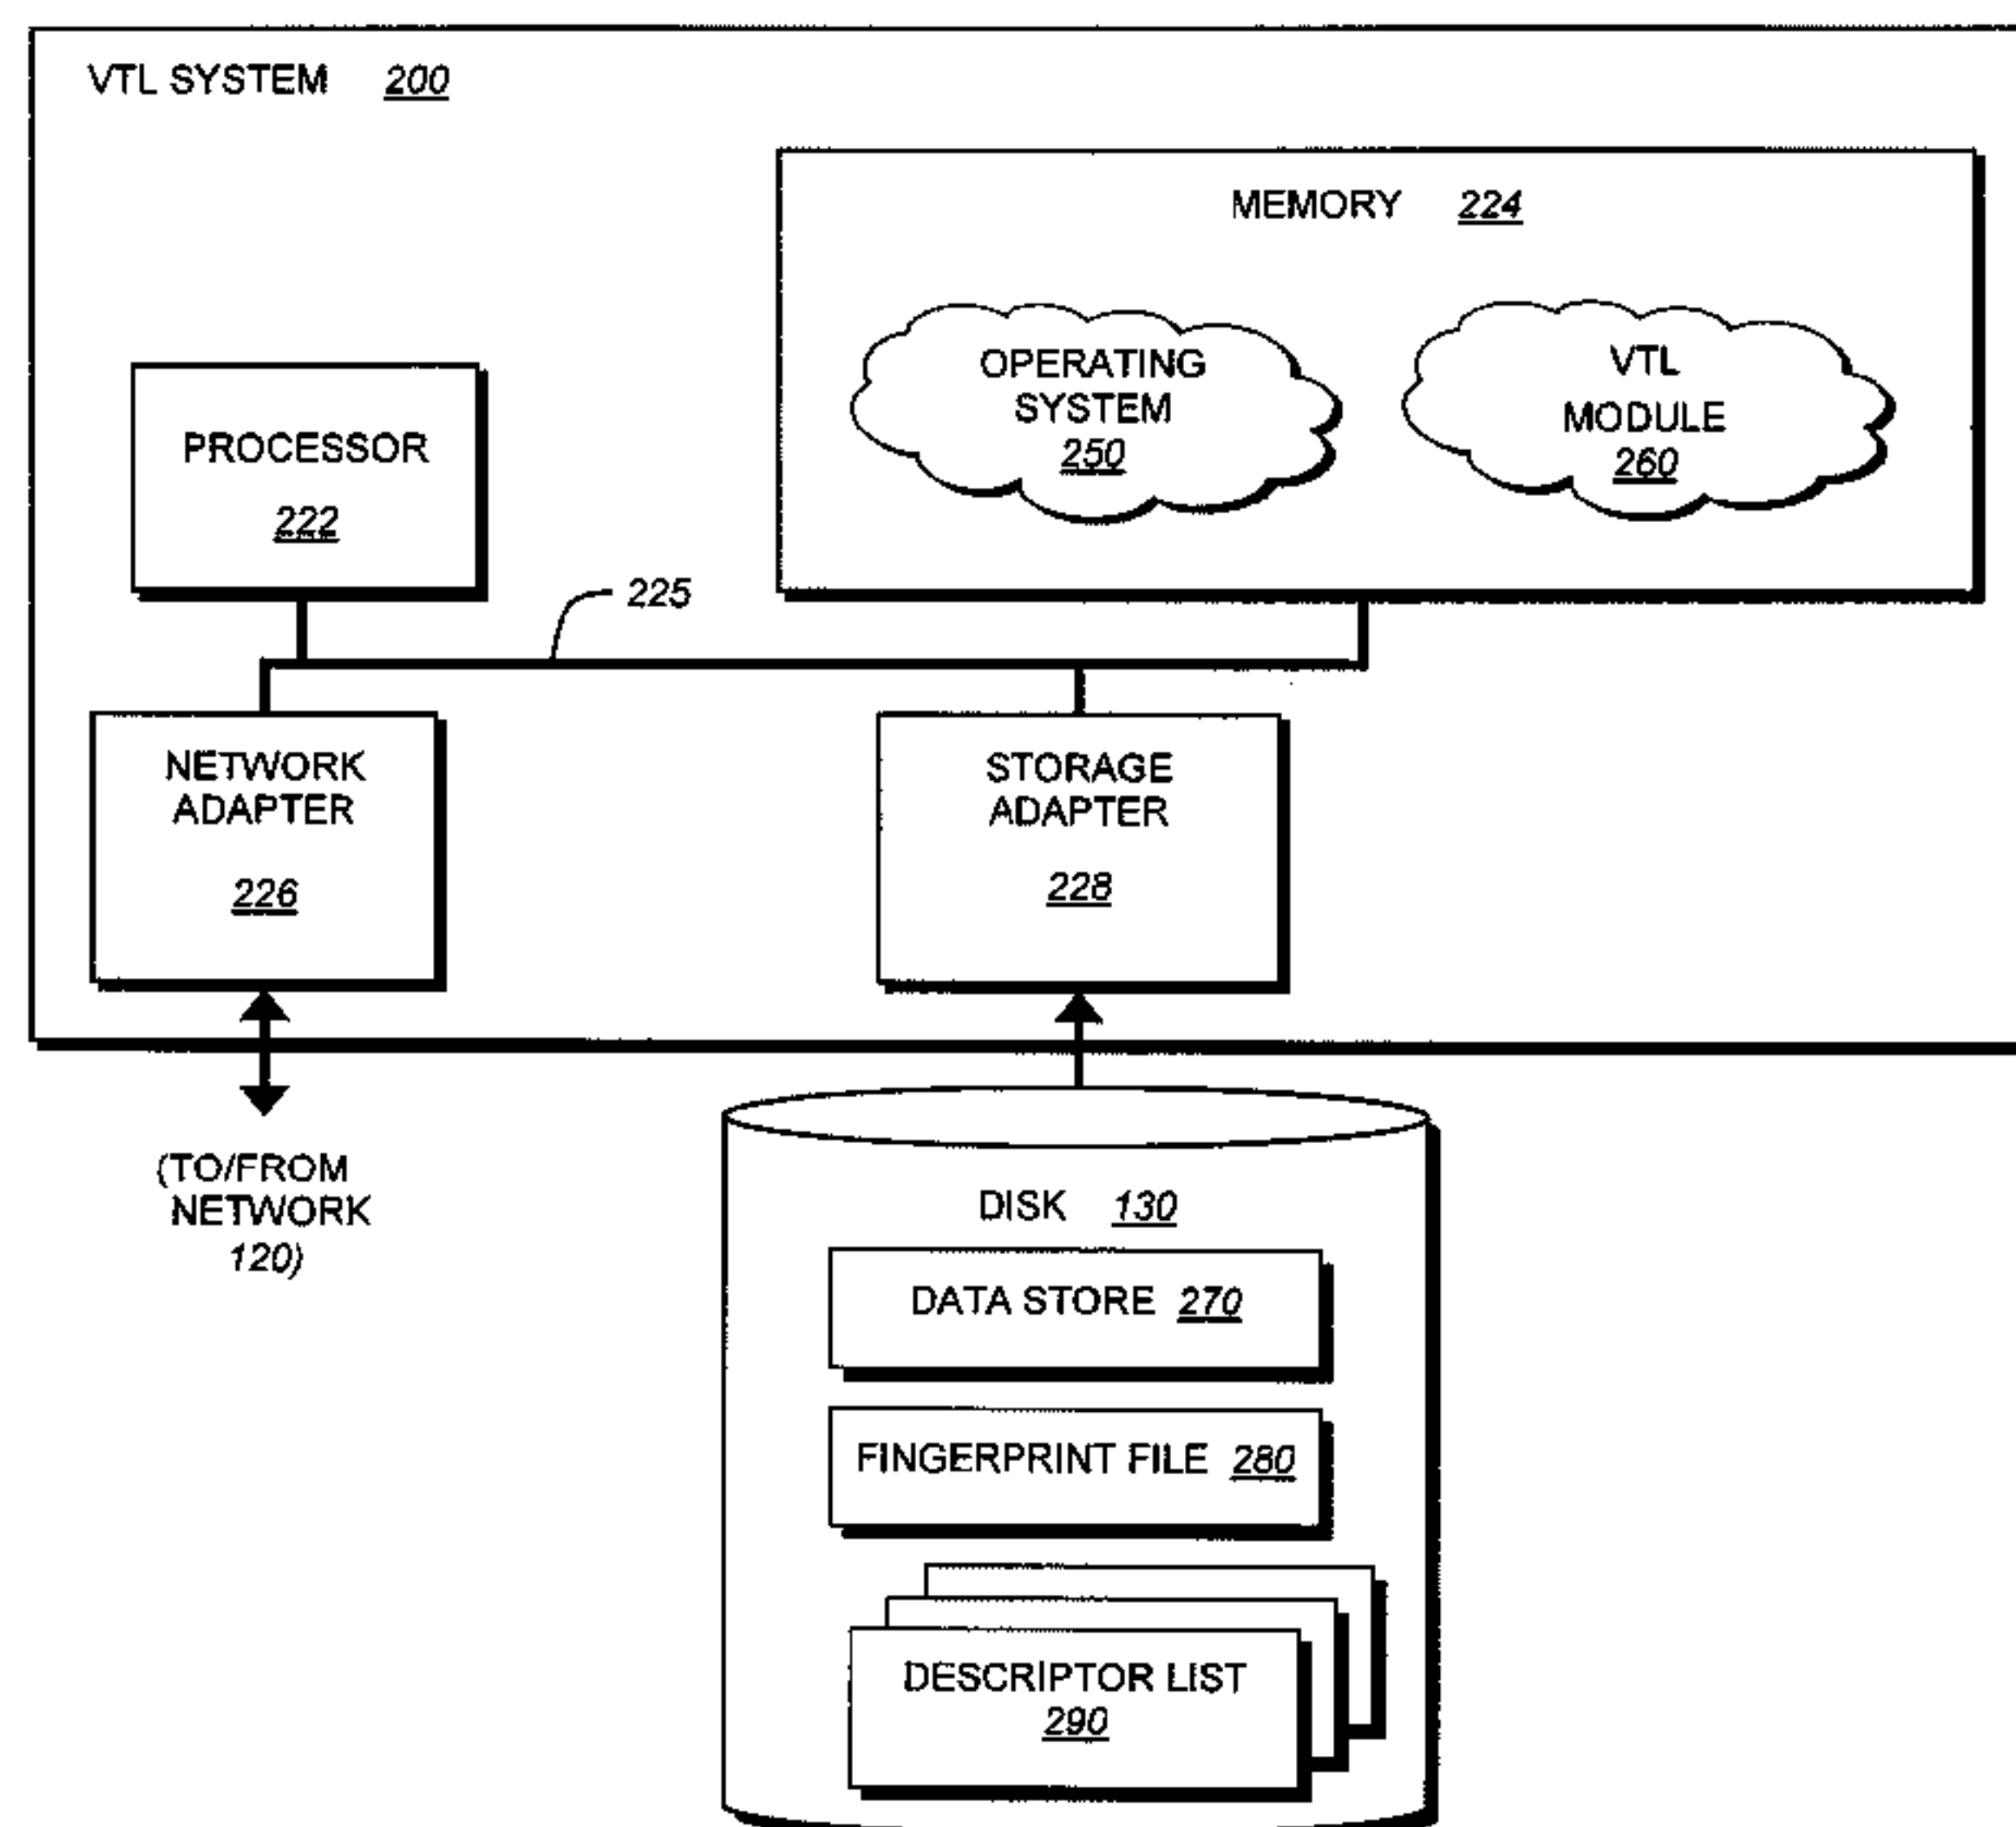 VTL SYSTEM 200
MEMORY 224
OPERATING
SYSTEM
250
VTL
MODULE
260
PROCESSOR
222
225
NETWORK
ADAPTER
226
STORAGE
ADAPTER
228
(TO/FROM
NETWORK
120)
DISK 130
DATA STORE 270
FINGERPRINT FILE 280
DESCRIPTOR LIST
290